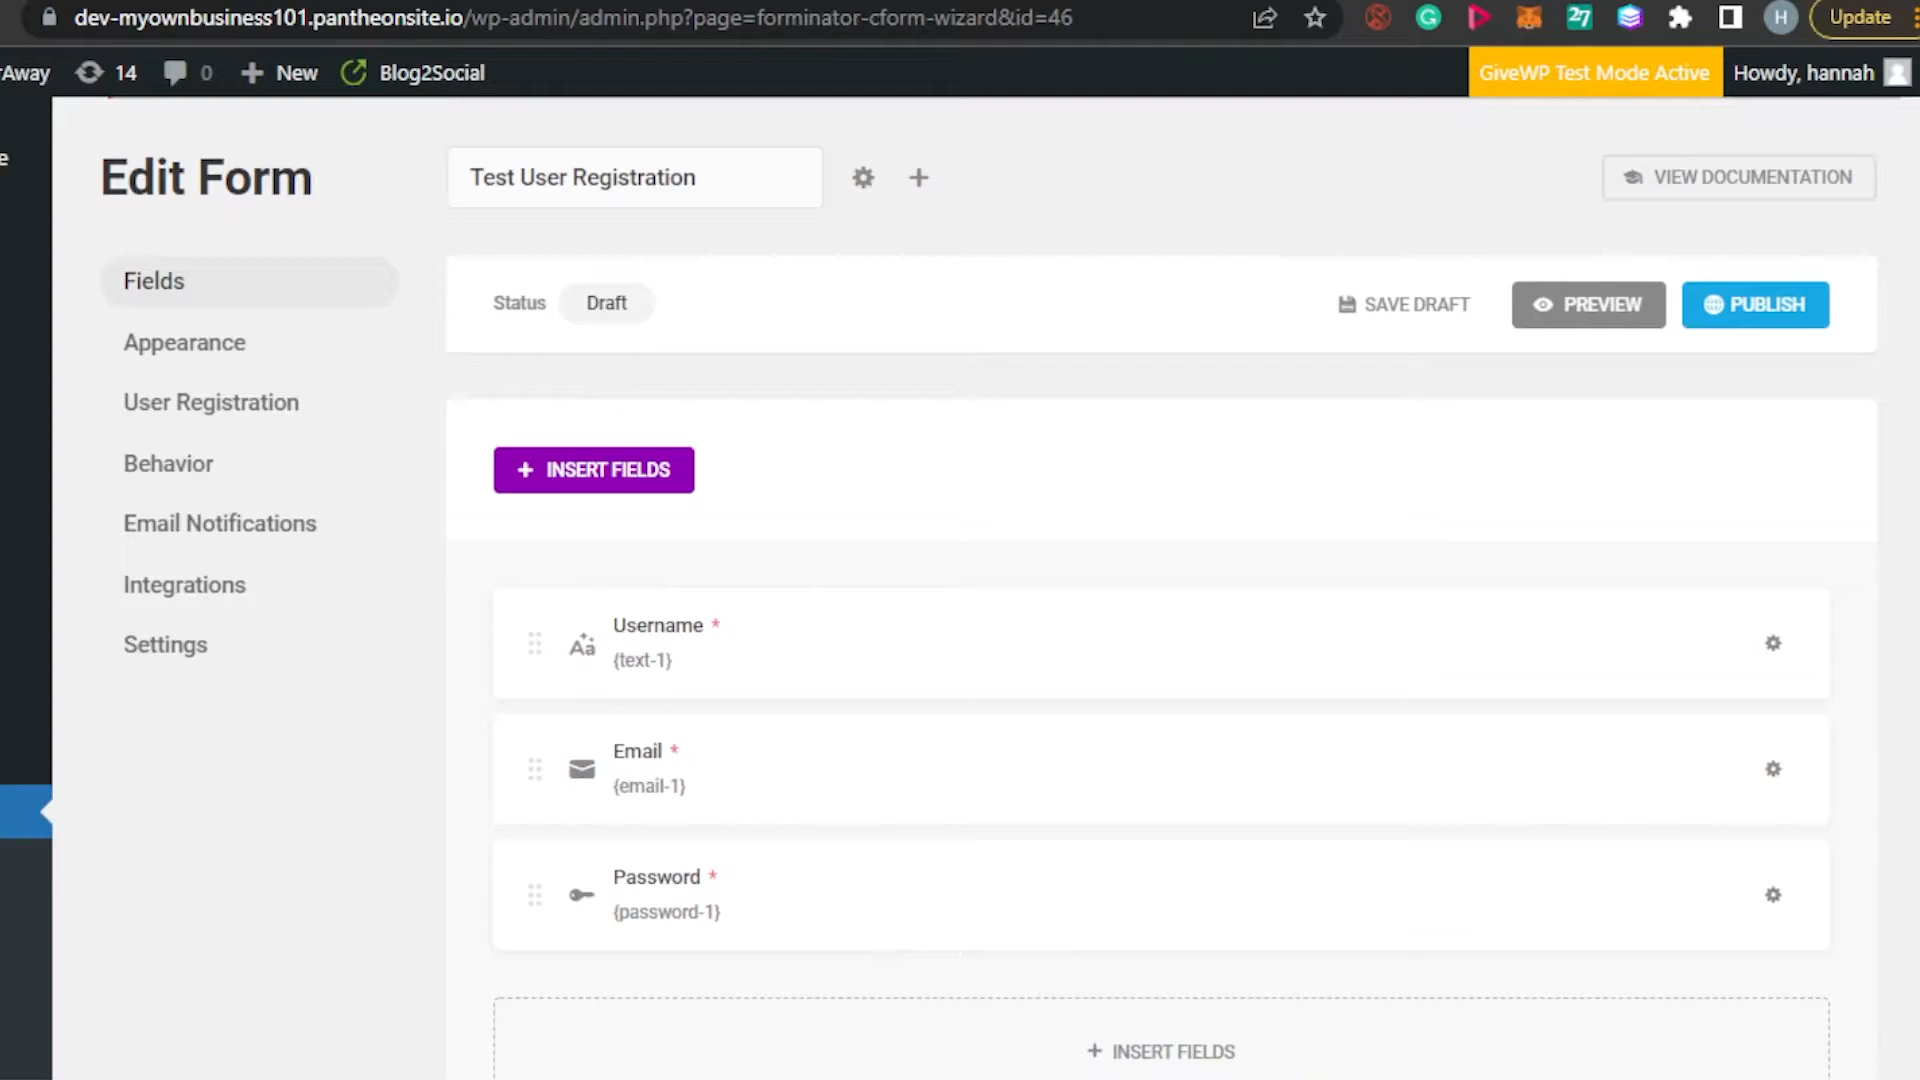 dev-myownbusiness101.pantheonsite.io/wp-admin/admin.php?page=forminator-cform-wizard&id=46
G
27
H
Update
rAway
14
0
New
Blog2Social
GiveWP Test Mode Active
Howdy, hannah
e
Edit Form
Test User Registration
VIEW DOCUMENTATION
Fields
Appearance
User Registration
Behavior
Email Notifications
Integrations
Settings
Status
Draft
SAVE DRAFT
PREVIEW
PUBLISH
+ INSERT FIELDS
Aa
Username *
{text-1}
Email *
{email-1}
Password *
{password-1}
+ INSERT FIELDS